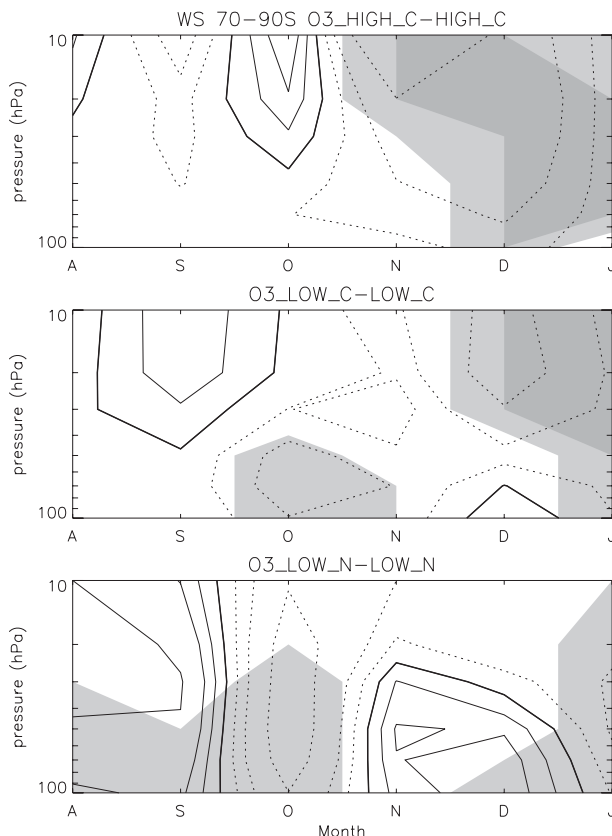 WS 70-90S O3_HIGH_C-HIGH_C
10
pressure (hPa)
100
A S O N D J
O3_LOW_C-LOW_C
10
pressure (hPa)
100
A S O N D J
O3_LOW_N-LOW_N
10
pressure (hPa)
100
A S O N D J
Month